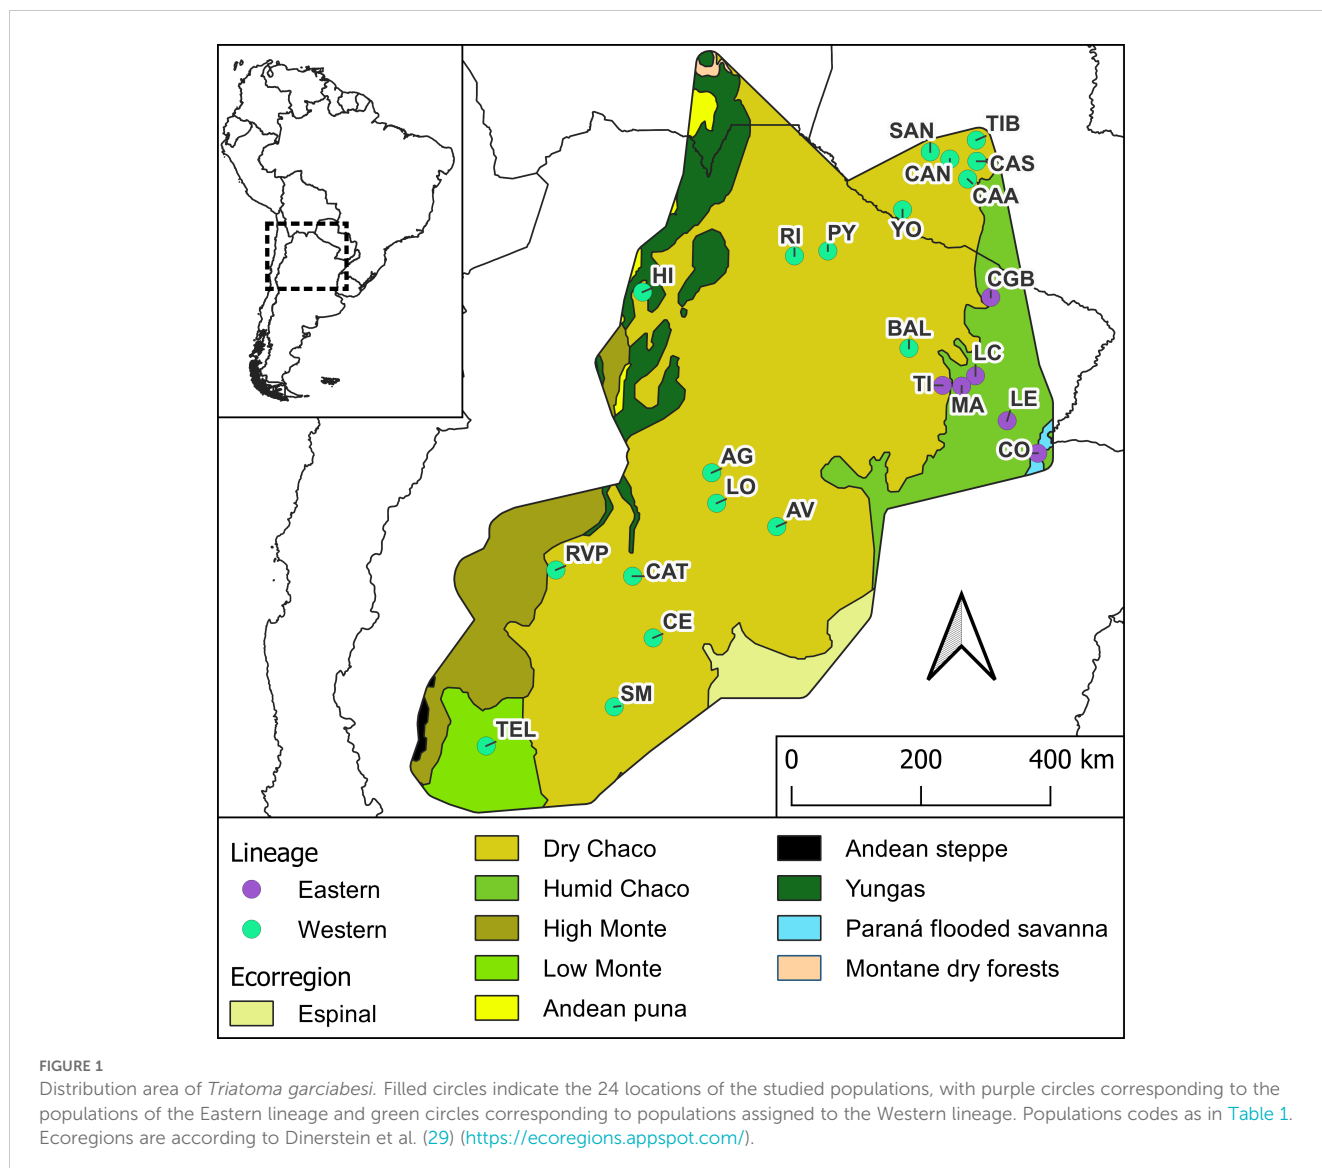 SAN
TIB
CAN
CAS
CAA
YO
RI
PY
HI
CGB
BAL
LC
TI
MA
LE
CO
AG
LO
AV
RVP
CAT
CE
SM
TEL
0 200 400 km
Lineage
Eastern
Western
Ecorregion
Espinal
Dry Chaco
Humid Chaco
High Monte
Low Monte
Andean puna
Andean steppe
Yungas
Paraná flooded savanna
Montane dry forests
FIGURE 1
Distribution area of Triatoma garciabesi. Filled circles indicate the 24 locations of the studied populations, with purple circles corresponding to the
populations of the Eastern lineage and green circles corresponding to populations assigned to the Western lineage. Populations codes as in Table 1.
Ecoregions are according to Dinerstein et al. (29) (https://ecoregions.appspot.com/).